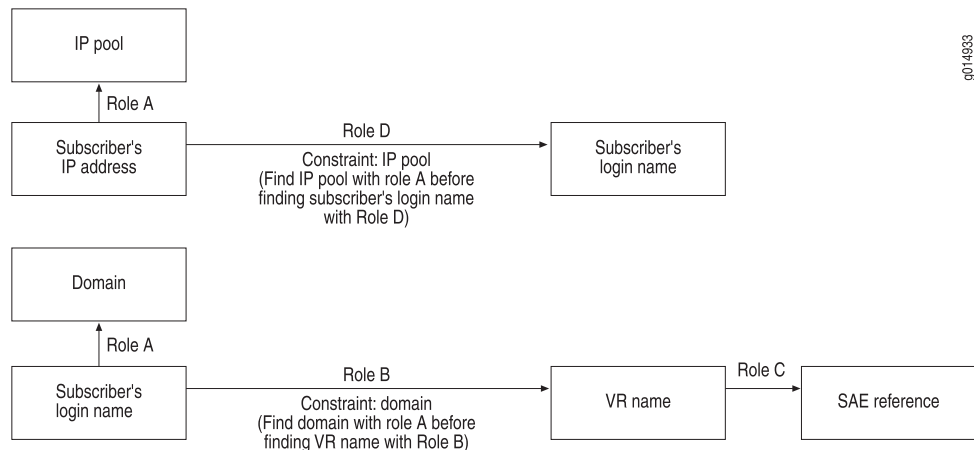 IP pool
g014933
Role A
Subscriber's
IP address
Role D
Constraint: IP pool
(Find IP pool with role A before
finding subscriber's login name
with Role D)
Subscriber's
login name
Domain
Role A
Subscriber's
login name
Role B
Constraint: domain
(Find domain with role A before
finding VR name with Role B)
VR name
Role C
SAE reference